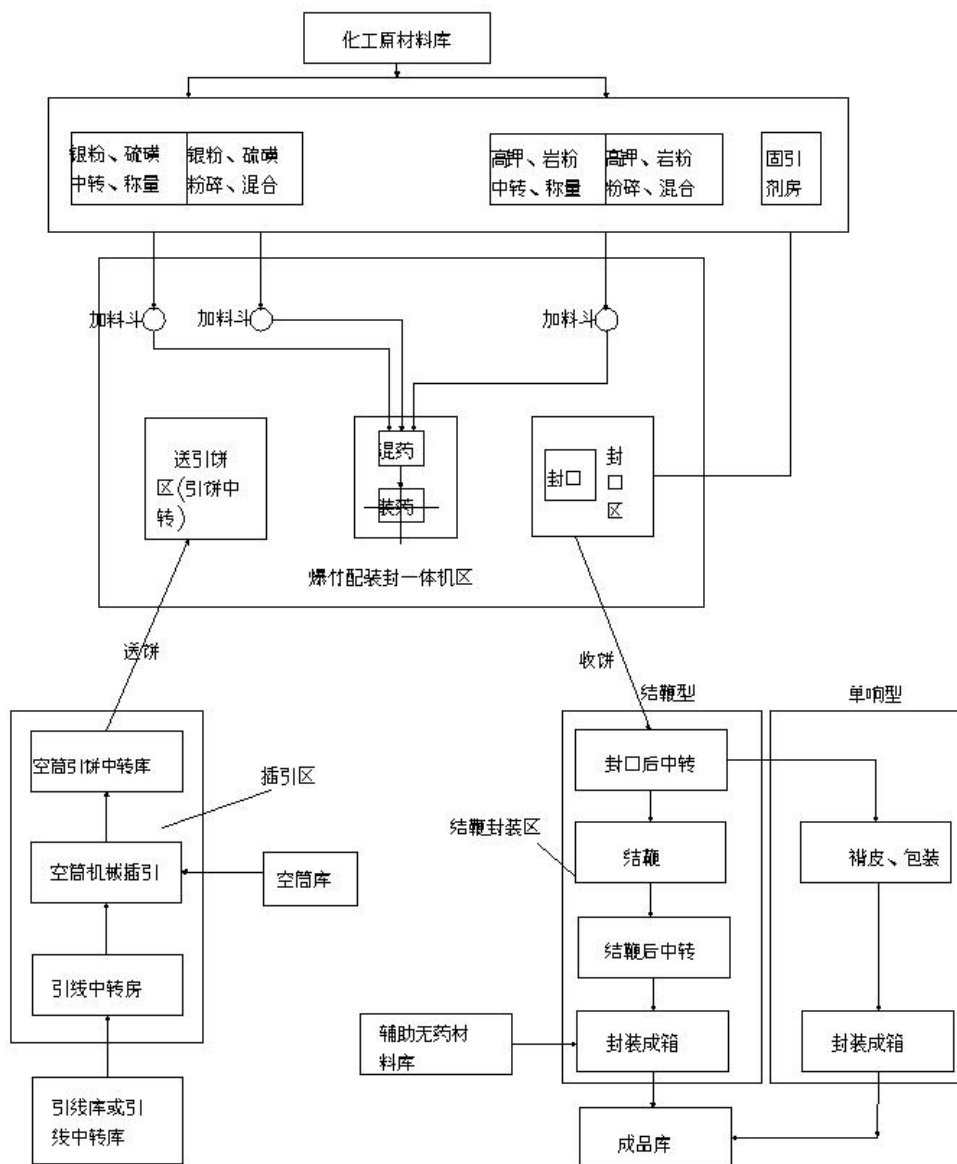 化工原材料库
银粉、硫磺
中转、称量
银粉、硫磺
粉碎、混合
高钾、岩粉
中转、称量
高钾、岩粉
粉碎、混合
固引
剂房
加料斗
加料斗
加料斗
送引饼
区(引饼中
转)
混药
装药
封口
封
口
区
爆竹配装封一体机区
送饼
收饼
结鞭型
单响型
空筒引饼中转库
插引区
封口后中转
结鞭封装区
结鞭
褙皮、包装
空筒机械插引
空筒库
结鞭后中转
引线中转房
辅助无药材
料库
封装成箱
封装成箱
引线库或引
线中转库
成品库